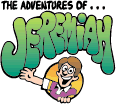 THE ADVENTURES OF . . .
JEREMIAH